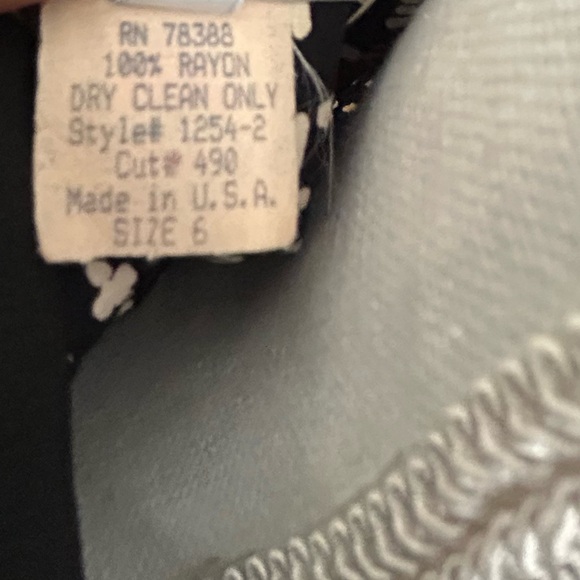 RN 78388
100% RAYON
DRY CLEAN ONLY
Style# 1254-2
Cut# 490
Made in U.S.A.
SIZE 6